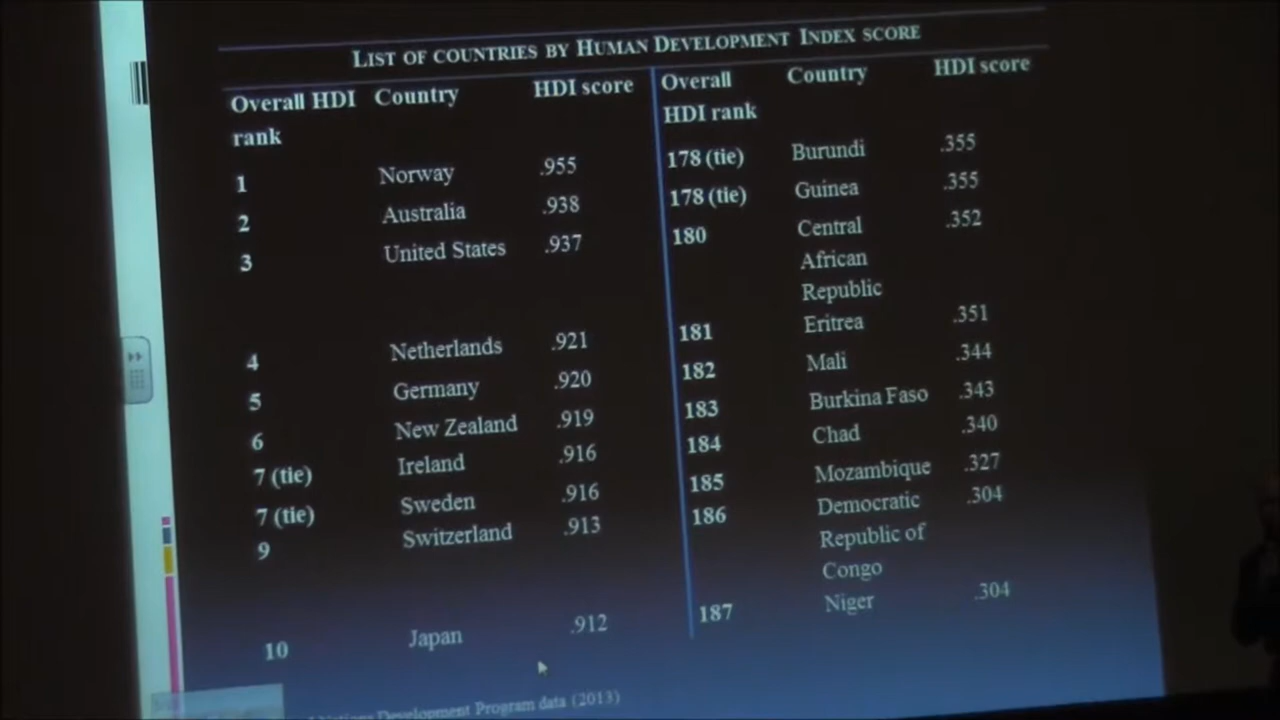 LIST OF COUNTRIES BY HUMAN DEVELOPMENT INDEX SCORE
Overall HDI rank Country HDI score Overall HDI rank Country HDI score
1 Norway .955 178 (tie) Burundi .355
2 Australia .938 178 (tie) Guinea .355
3 United States .937 180 Central African Republic .352
4 Netherlands .921 181 Eritrea .351
5 Germany .920 182 Mali .344
6 New Zealand .919 183 Burkina Faso .343
7 (tie) Ireland .916 184 Chad .340
7 (tie) Sweden .916 185 Mozambique .327
9 Switzerland .913 186 Democratic Republic of Congo .304
10 Japan .912 187 Niger .304
Nations Development Program data (2013)